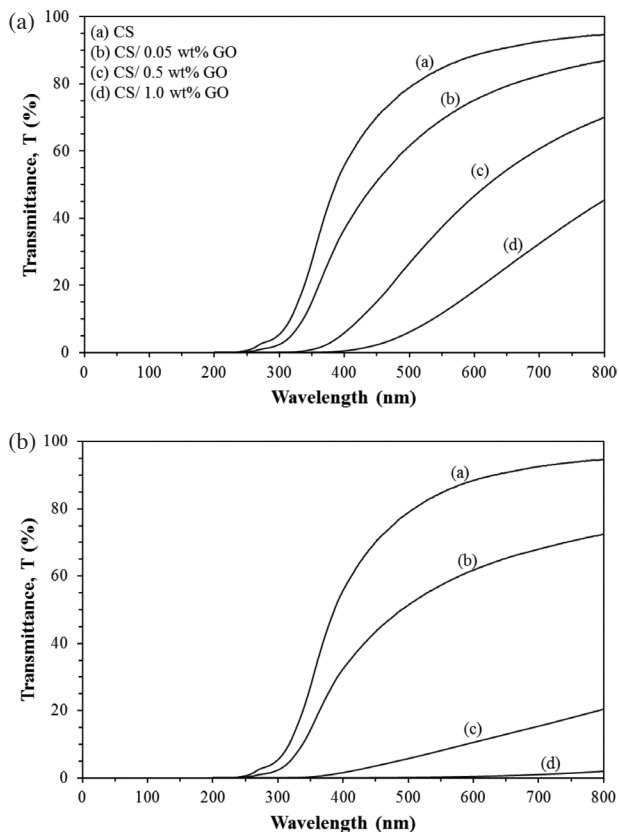 (a)
100
80
60
40
20
0
Transmittance, T (%)
(a) CS
(b) CS/ 0.05 wt% GO
(c) CS/ 0.5 wt% GO
(d) CS/ 1.0 wt% GO
(a)
(b)
(c)
(d)
0 100 200 300 400 500 600 700 800
Wavelength (nm)
(b)
100
80
60
40
20
0
Transmittance, T (%)
(a)
(b)
(c)
(d)
0 100 200 300 400 500 600 700 800
Wavelength (nm)